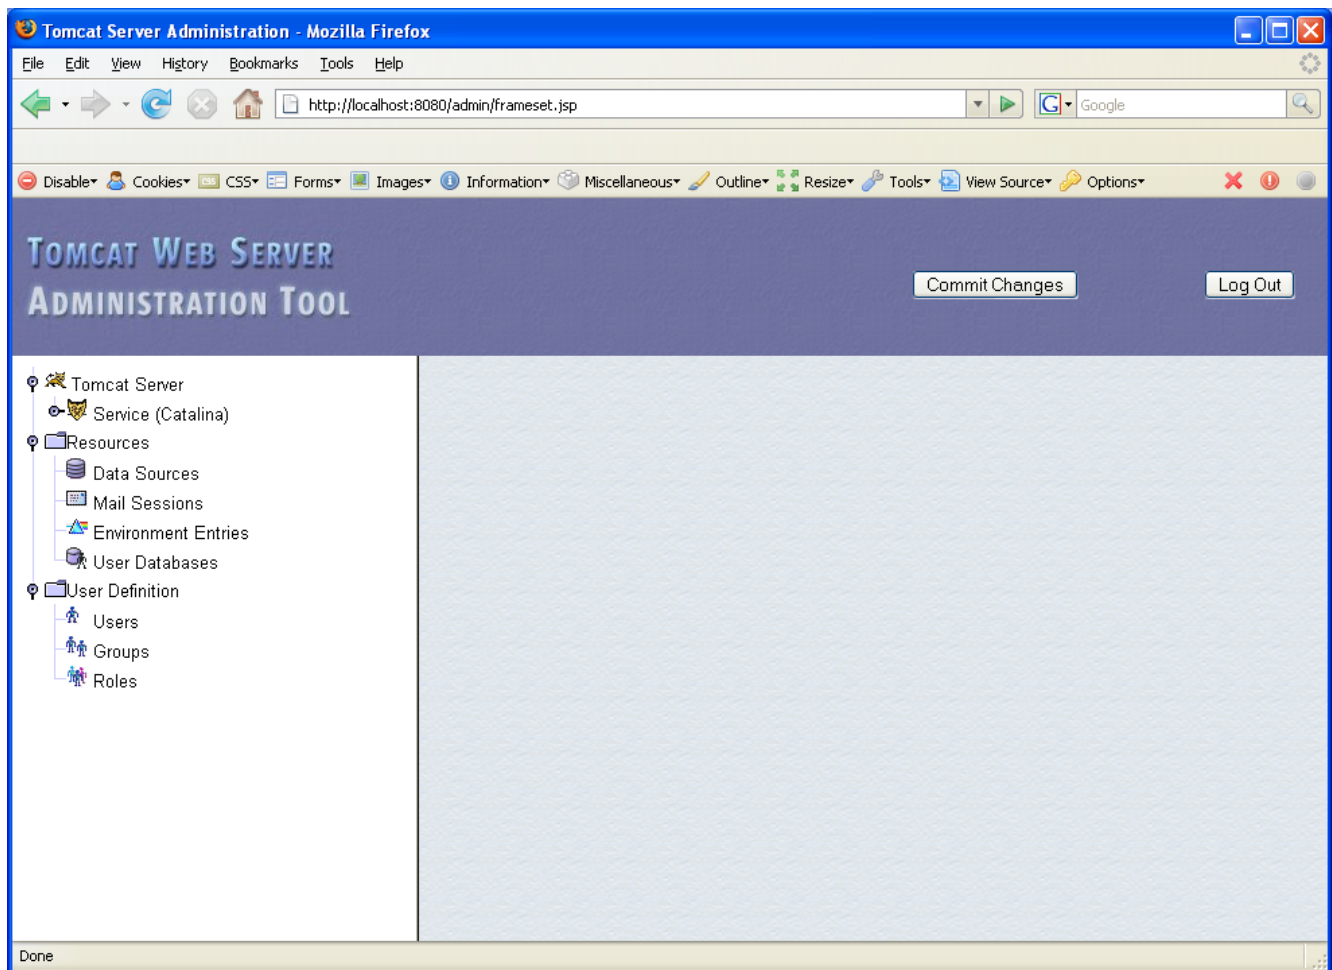 Tomcat Server Administration - Mozilla Firefox
File Edit View History Bookmarks Tools Help
http://localhost:8080/admin/frameset.jsp G Google
Disable Cookies CSS CSS Forms Images Information Miscellaneous Outline Resize Tools View Source Options
TOMCAT WEB SERVER
ADMINISTRATION TOOL
Commit Changes Log Out
Tomcat Server
Service (Catalina)
Resources
Data Sources
Mail Sessions
Environment Entries
User Databases
User Definition
Users
Groups
Roles
Done